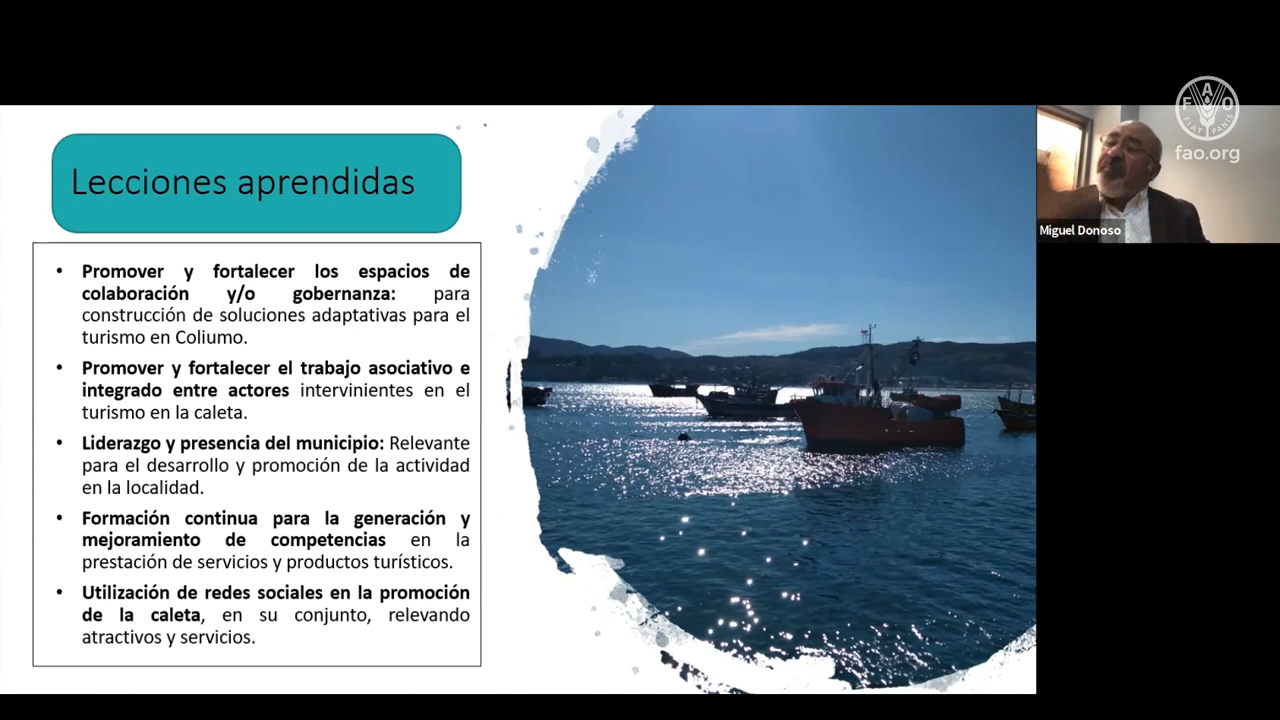 Lecciones aprendidas
• Promover y fortalecer los espacios de
colaboración y/o gobernanza: para
construcción de soluciones adaptativas para el
turismo en Coliumo.
• Promover y fortalecer el trabajo asociativo e
integrado entre actores intervinientes en el
turismo en la caleta.
• Liderazgo y presencia del municipio: Relevante
para el desarrollo y promoción de la actividad
en la localidad.
• Formación continua para la generación y
mejoramiento de competencias en la
prestación de servicios y productos turísticos.
• Utilización de redes sociales en la promoción
de la caleta, en su conjunto, relevando
atractivos y servicios.
F A O
FIAT PANIS
fao.org
Miguel Donoso